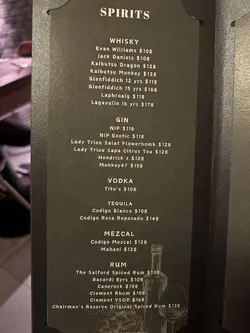 SPIRITS
WHISKY
Evan Williams $108
Jack Daniels $108
Kaibutsu Dragon $128
Kaibutsu Monkey $128
Glenfiddich 12 yrs $118
Glenfiddich 15 yrs $168
Laphroaig $118
Lagavulin 16 yrs $178
GIN
NIP $118
NIP Exotic $118
Lady Trieu Dalat Flowerbomb $128
Lady Trieu Sapa Citrus Tea $128
Hendrick's $128
Monkey47 $158
VODKA
Tito's $108
TEQUILA
Codigo Blanco $108
Codigo Rosa Reposado $148
MEZCAL
Codigo Mezcal $128
Mahani $128
RUM
The Salford Spiced Rum $108
Bacardi 8yrs $108
Canerock $108
Clement Rhum $108
Clement VSOP $168
Chairman's Reserve Original Spiced Rum $138